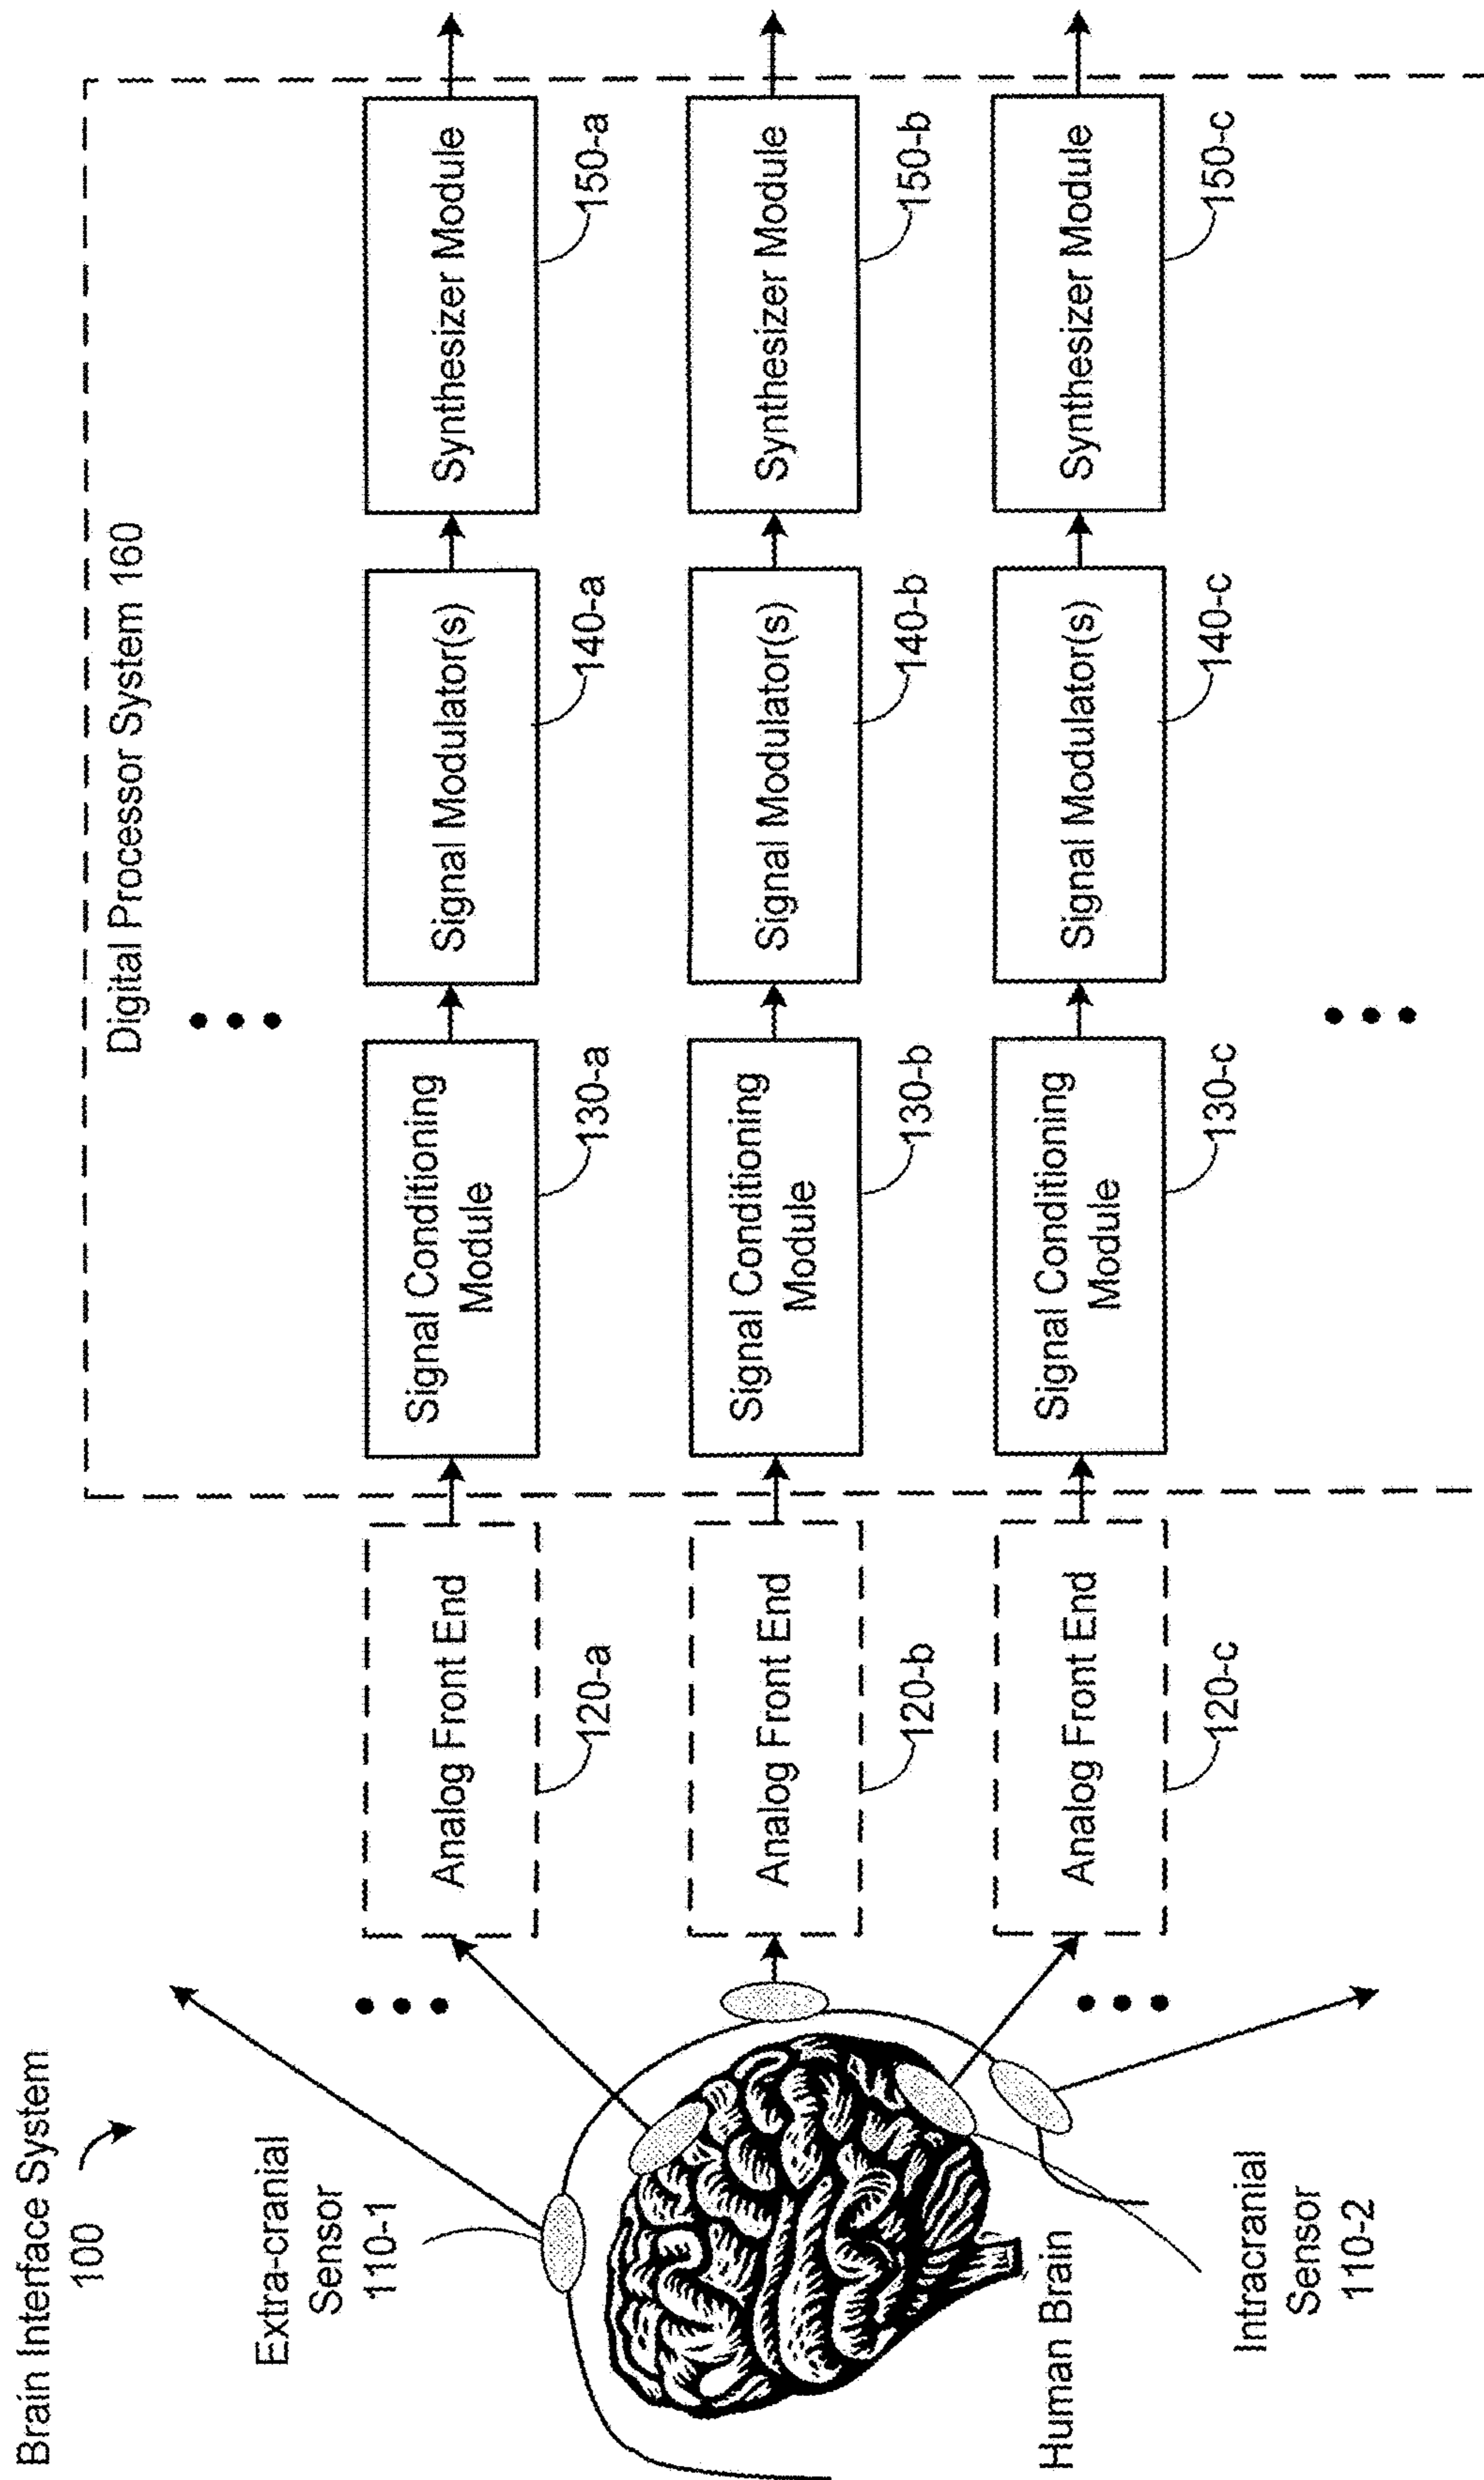 Brain Interface System
100
Digital Processor System 160
Extra-cranial
Sensor
110-1
Analog Front End
120-a
Signal Conditioning
Module
130-a
Signal Modulator(s)
140-a
Synthesizer Module
150-a
Analog Front End
120-b
Signal Conditioning
Module
130-b
Signal Modulator(s)
140-b
Synthesizer Module
150-b
Human Brain
Analog Front End
120-c
Signal Conditioning
Module
130-c
Signal Modulator(s)
140-c
Synthesizer Module
150-c
Intracranial
Sensor
110-2